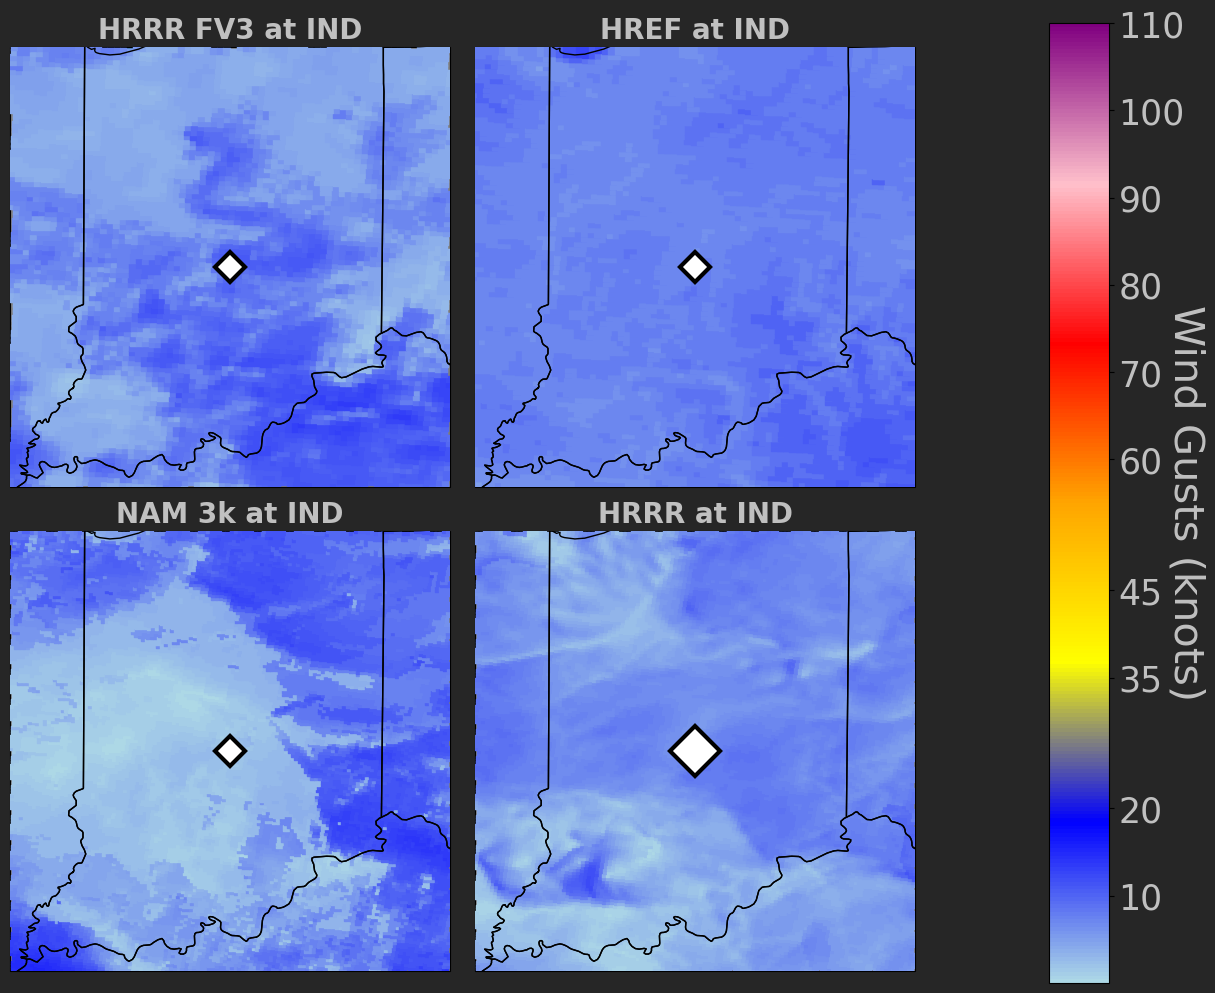 HRRR FV3 at IND
HREF at IND
NAM 3k at IND
HRRR at IND
110
100
90
80
70
60
45
35
20
10
Wind Gusts (knots)